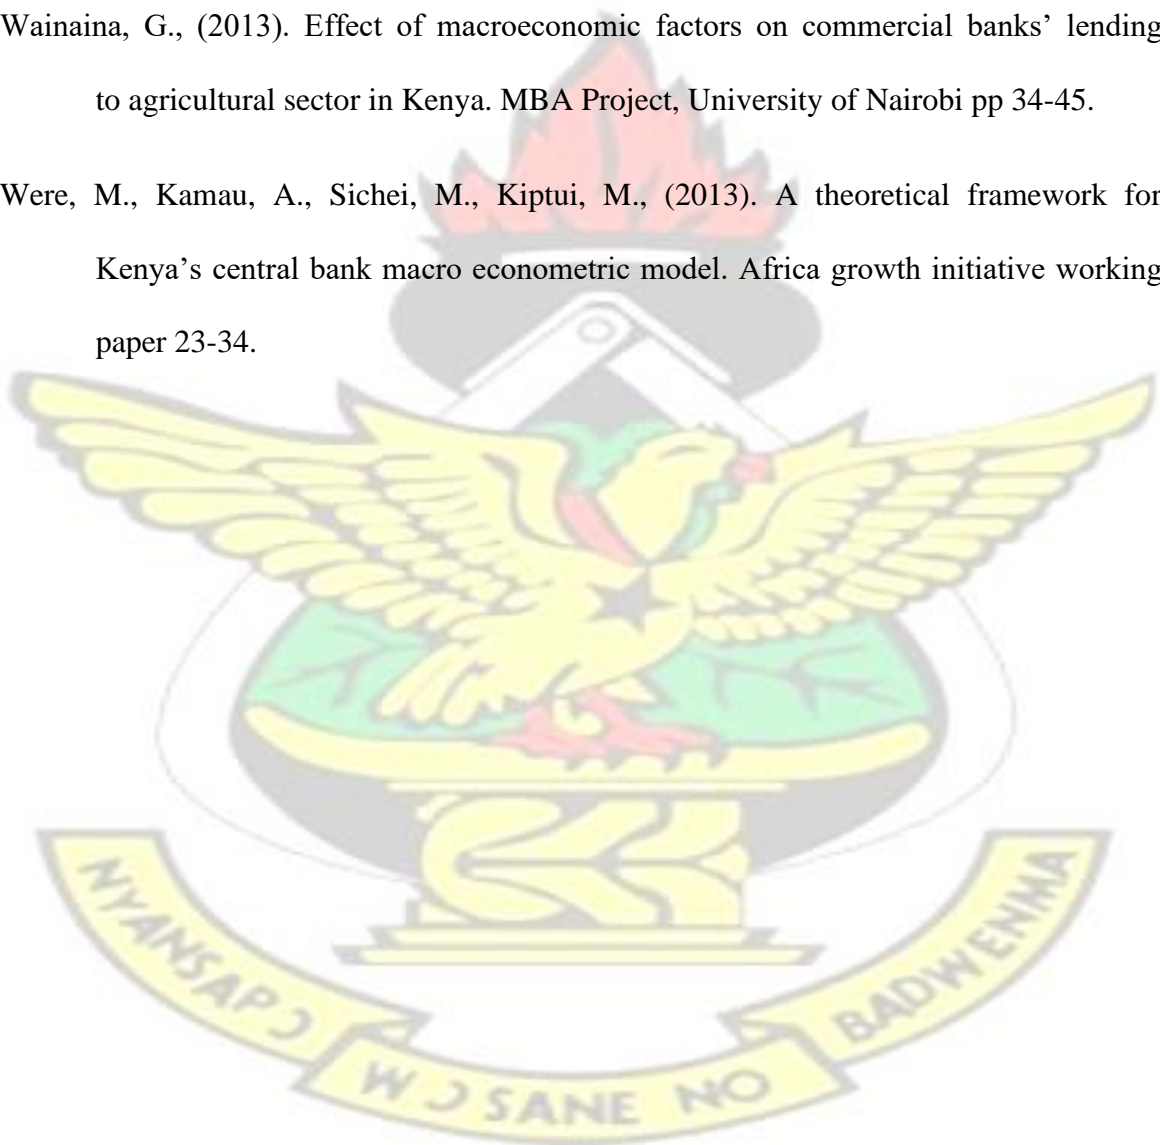 Wainaina, G., (2013). Effect of macroeconomic factors on commercial banks’ lending
to agricultural sector in Kenya. MBA Project, University of Nairobi pp 34-45.
Were, M., Kamau, A., Sichei, M., Kiptui, M., (2013). A theoretical framework for
Kenya’s central bank macro econometric model. Africa growth initiative working
paper 23-34.
NYANSAPƆ
WƆSANE NO
BADWENMA